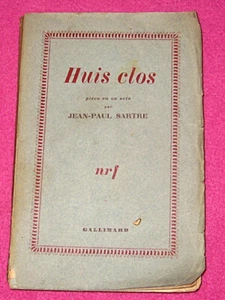 Huis clos
pièce en un acte
par
JEAN-PAUL SARTRE
nrf
GALLIMARD